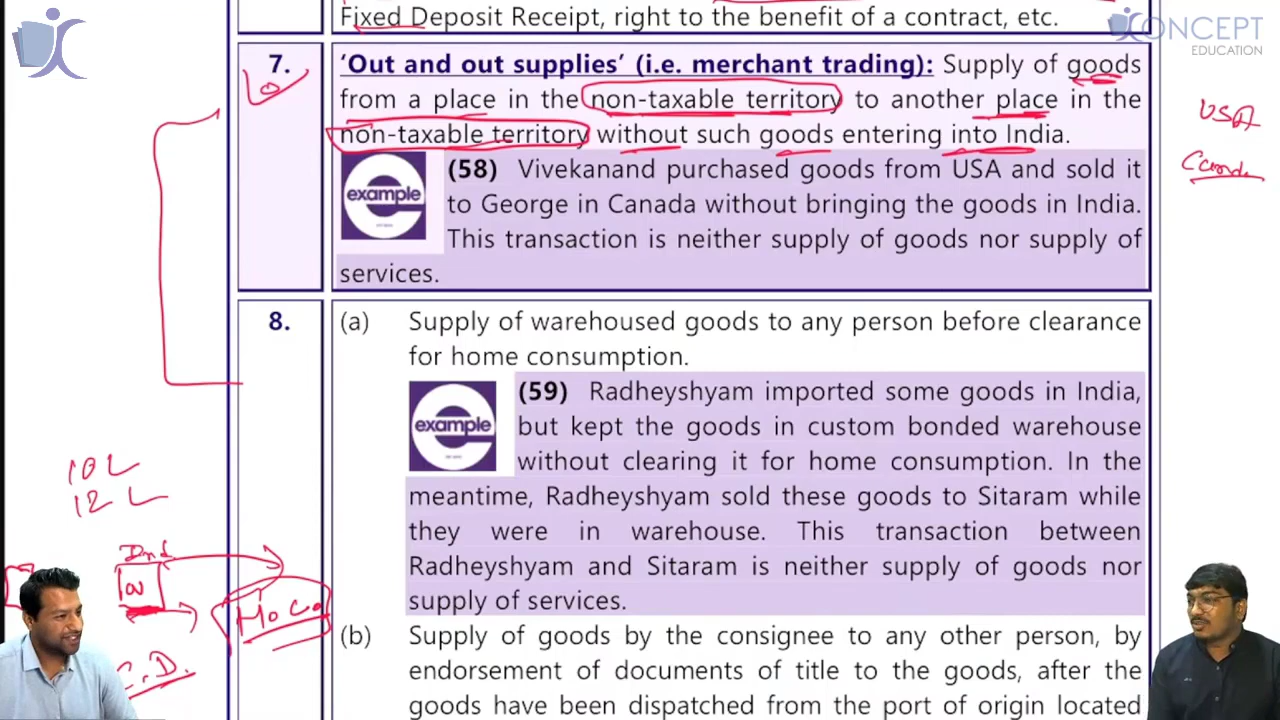 Fixed Deposit Receipt, right to the benefit of a contract, etc.
ONCEPT
EDUCATION
7.
'Out and out supplies' (i.e. merchant trading): Supply of goods
from a place in the non-taxable territory to another place in the
non-taxable territory without such goods entering into India.
USA
(58) Vivekanand purchased goods from USA and sold it
to George in Canada without bringing the goods in India.
This transaction is neither supply of goods nor supply of
services.
example
8.
(a) Supply of warehoused goods to any person before clearance
for home consumption.
(59) Radheyshyam imported some goods in India,
but kept the goods in custom bonded warehouse
without clearing it for home consumption. In the
meantime, Radheyshyam sold these goods to Sitaram while
they were in warehouse. This transaction between
Radheyshyam and Sitaram is neither supply of goods nor
supply of services.
example
10 L
12 L
Ind
W
HoCo
C.D.
(b) Supply of goods by the consignee to any other person, by
endorsement of documents of title to the goods, after the
goods have been dispatched from the port of origin located